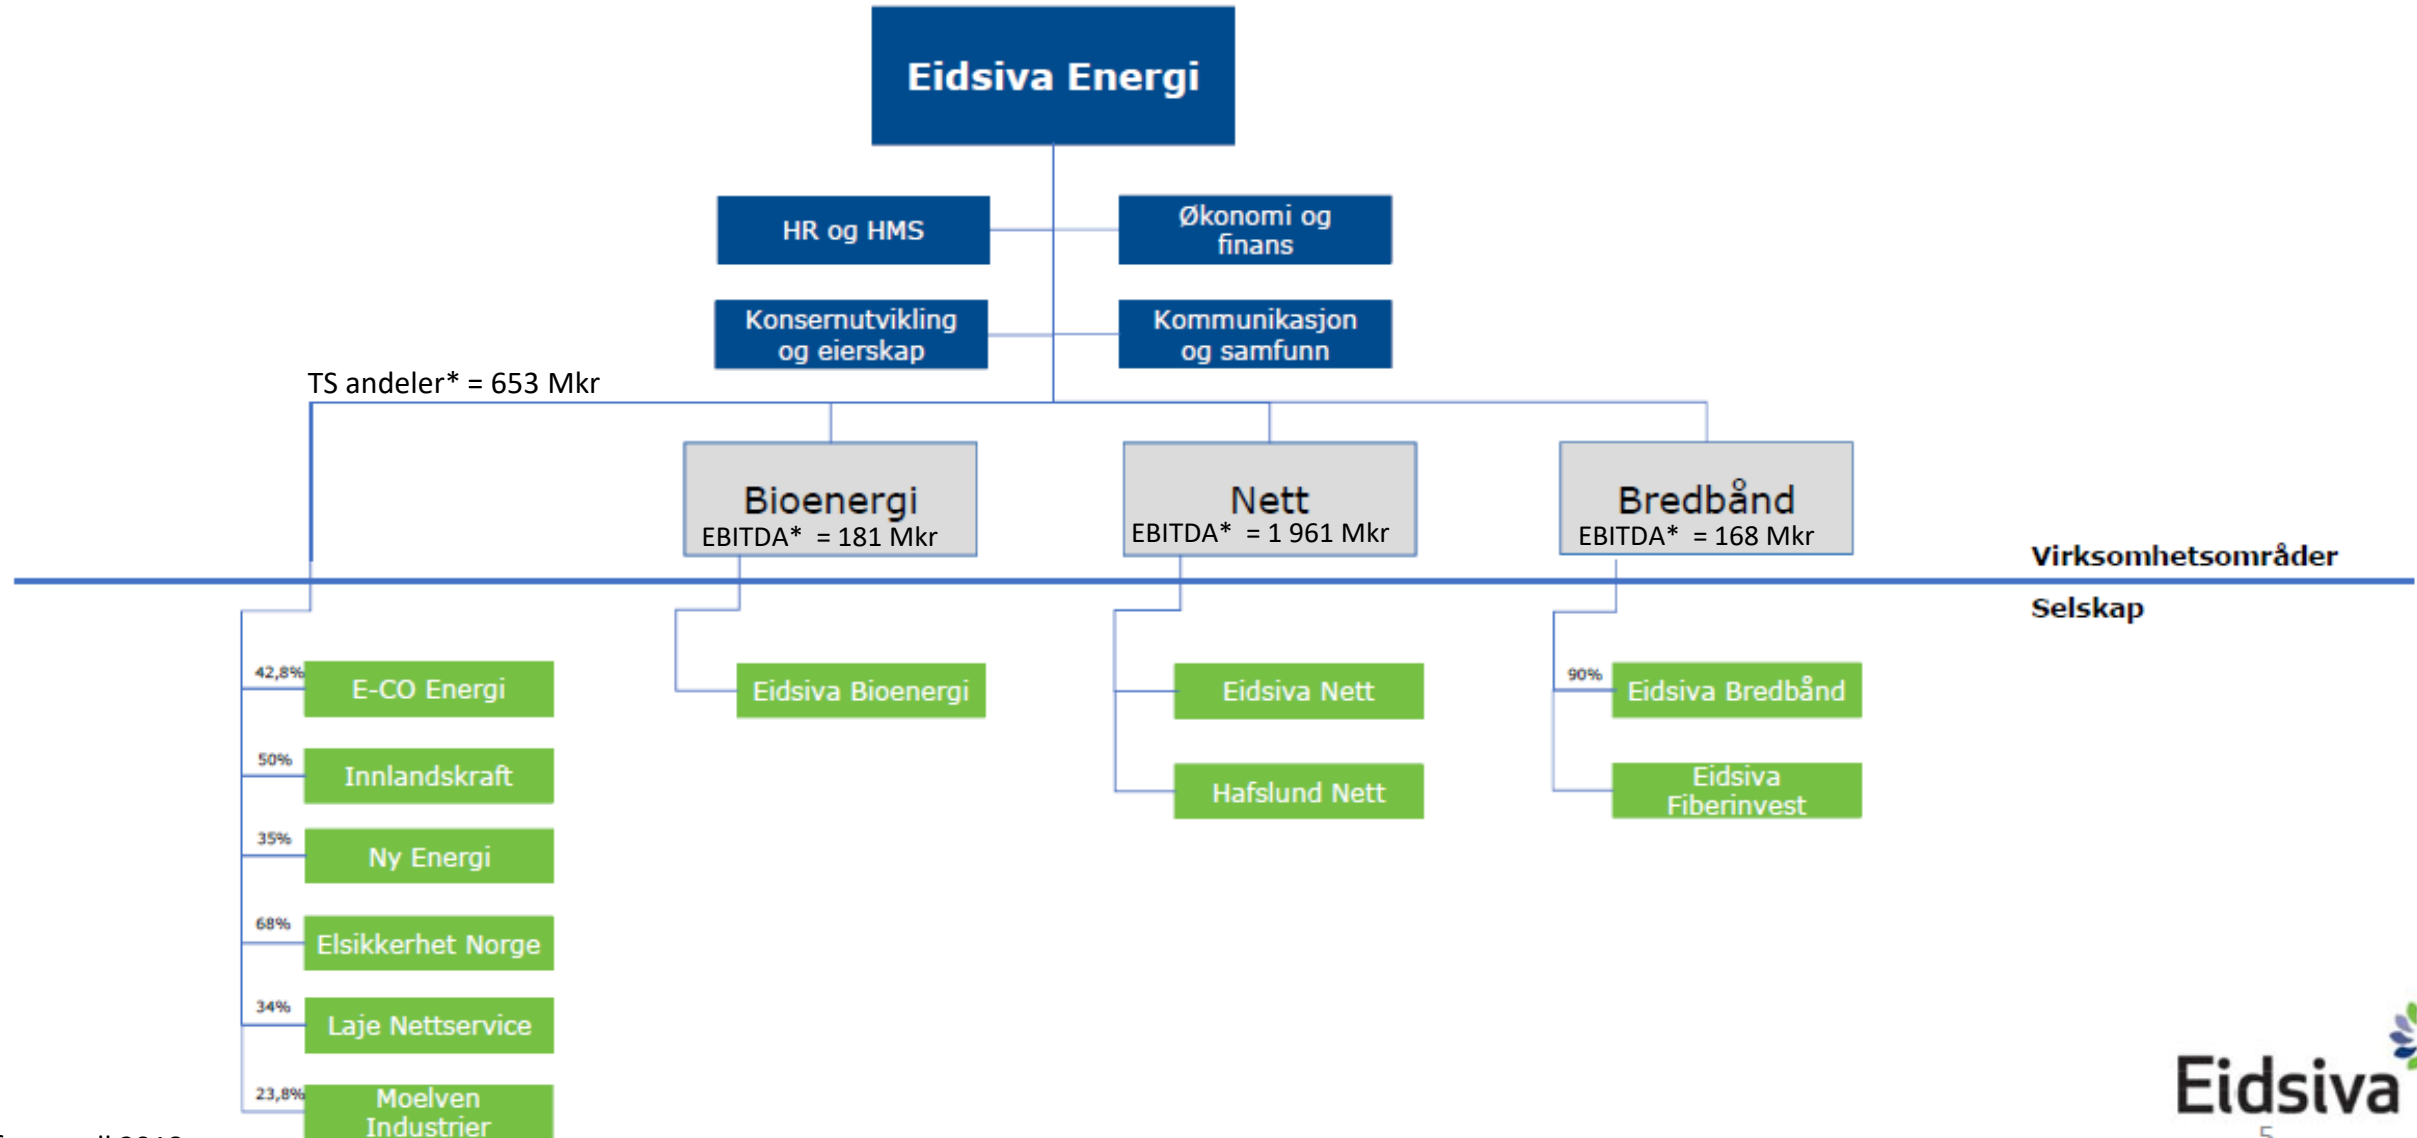 Eidsiva Energi
HR og HMS
Økonomi og
finans
Konsernutvikling
og eierskap
Kommunikasjon
og samfunn
TS andeler* = 653 Mkr
Bioenergi
EBITDA* = 181 Mkr
Nett
EBITDA* = 1 961 Mkr
Bredbånd
EBITDA* = 168 Mkr
Virksomhetsområder
Selskap
42,8%
E-CO Energi
50%
Innlandskraft
35%
Ny Energi
68%
Elsikkerhet Norge
34%
Laje Nettservice
23,8%
Moelven
Industrier
Eidsiva Bioenergi
Eidsiva Nett
Hafslund Nett
90%
Eidsiva Bredbånd
Eidsiva
Fiberinvest
Eidsiva
5